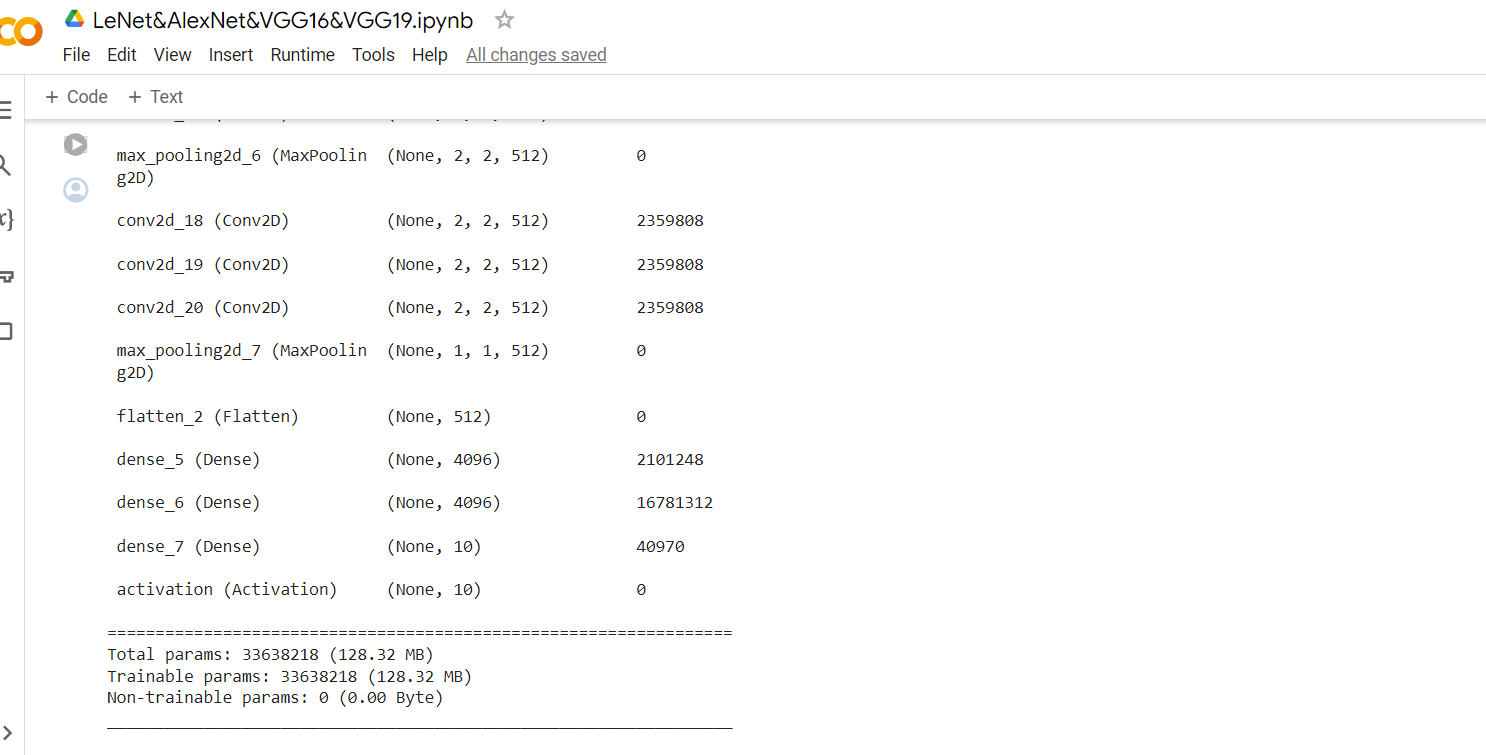 LeNet&AlexNet&VGG16&VGG19.ipynb
File Edit View Insert Runtime Tools Help All changes saved
+ Code + Text
max_pooling2d_6 (MaxPoolin (None, 2, 2, 512) 0
g2D)
conv2d_18 (Conv2D) (None, 2, 2, 512) 2359808
conv2d_19 (Conv2D) (None, 2, 2, 512) 2359808
conv2d_20 (Conv2D) (None, 2, 2, 512) 2359808
max_pooling2d_7 (MaxPoolin (None, 1, 1, 512) 0
g2D)
flatten_2 (Flatten) (None, 512) 0
dense_5 (Dense) (None, 4096) 2101248
dense_6 (Dense) (None, 4096) 16781312
dense_7 (Dense) (None, 10) 40970
activation (Activation) (None, 10) 0
=================================================================
Total params: 33638218 (128.32 MB)
Trainable params: 33638218 (128.32 MB)
Non-trainable params: 0 (0.00 Byte)
_________________________________________________________________